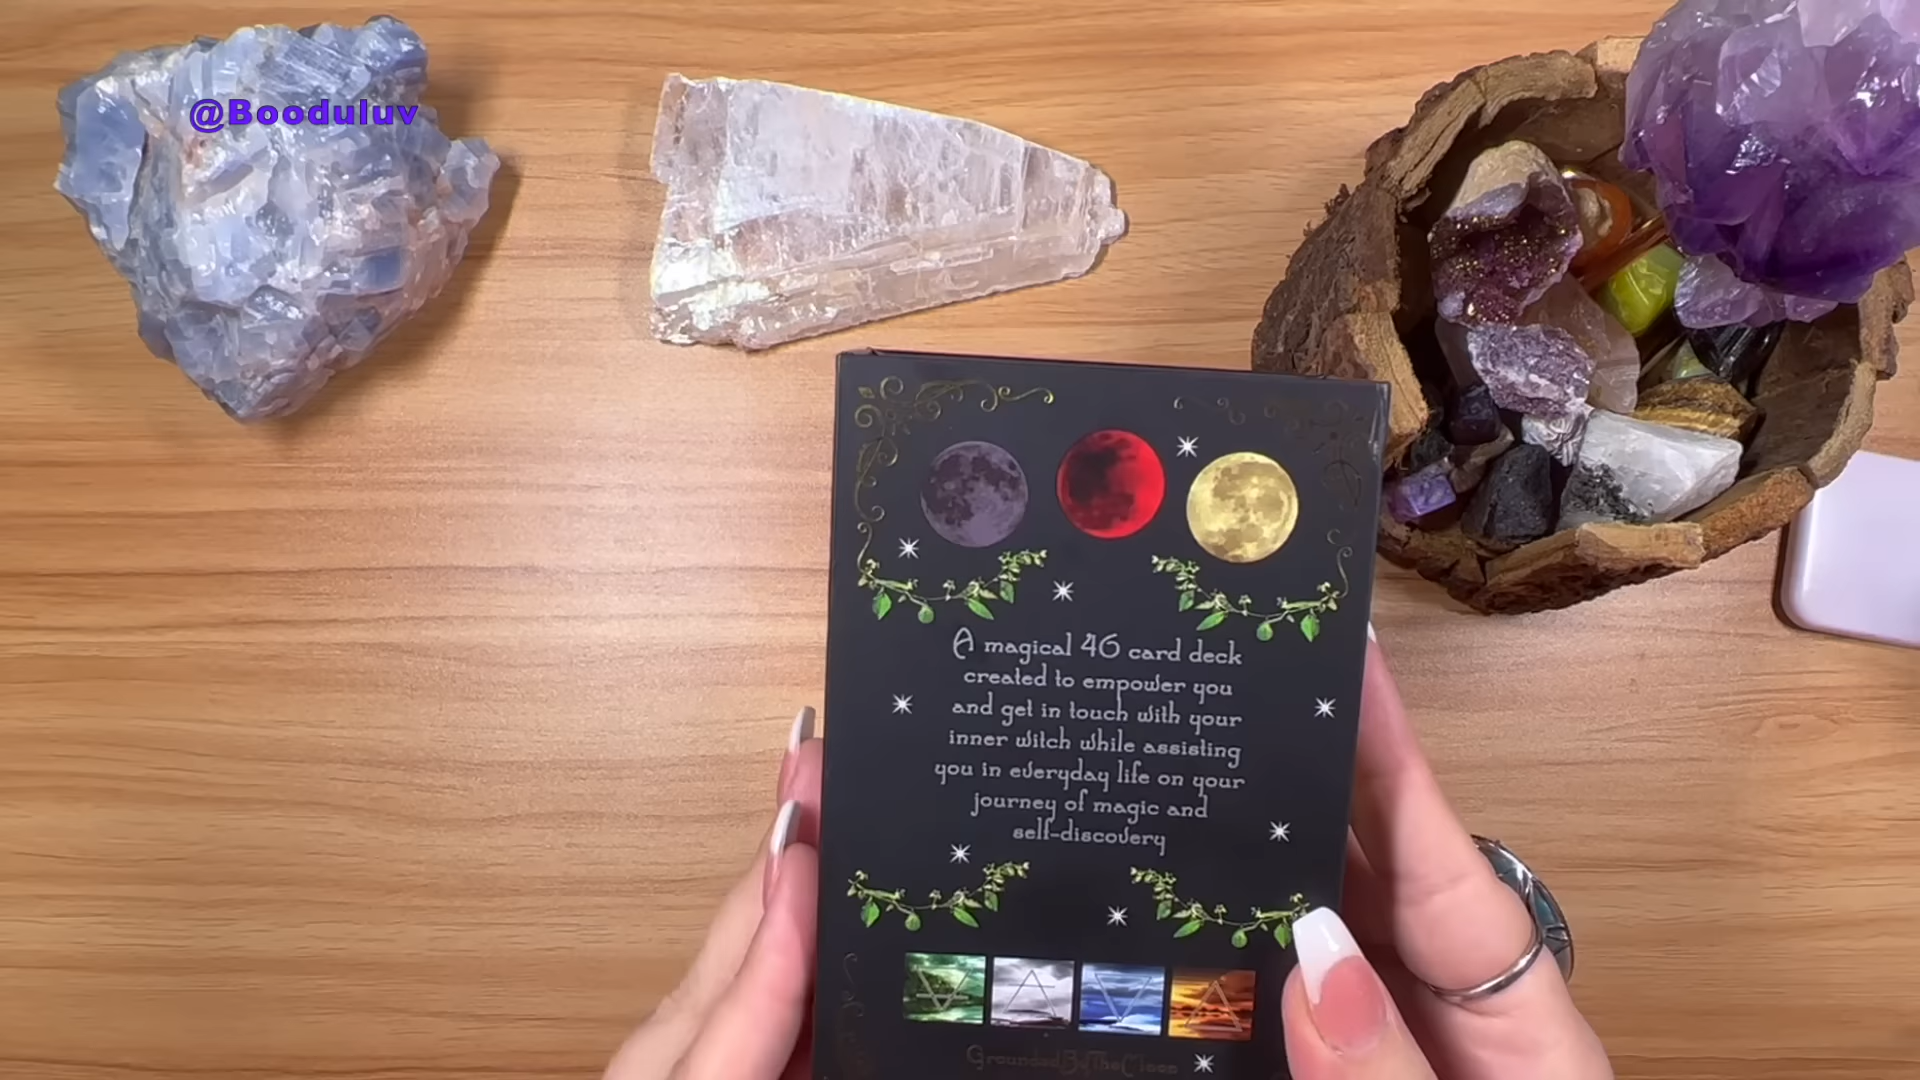 @Booduluv
A magical 46 card deck
created to empower you
and get in touch with your
inner witch while assisting
you in everyday life on your
journey of magic and
self-discovery
GroundedByTheMoon